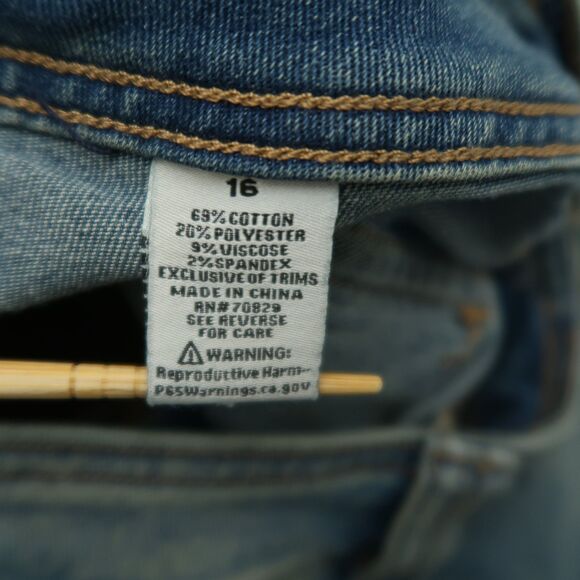 16
69% COTTON
20% POLYESTER
9% VISCOSE
2% SPANDEX
EXCLUSIVE OF TRIMS
MADE IN CHINA
RN# 70829
SEE REVERSE
FOR CARE
⚠ WARNING:
Reproductive Harm--
P65Warnings.ca.gov